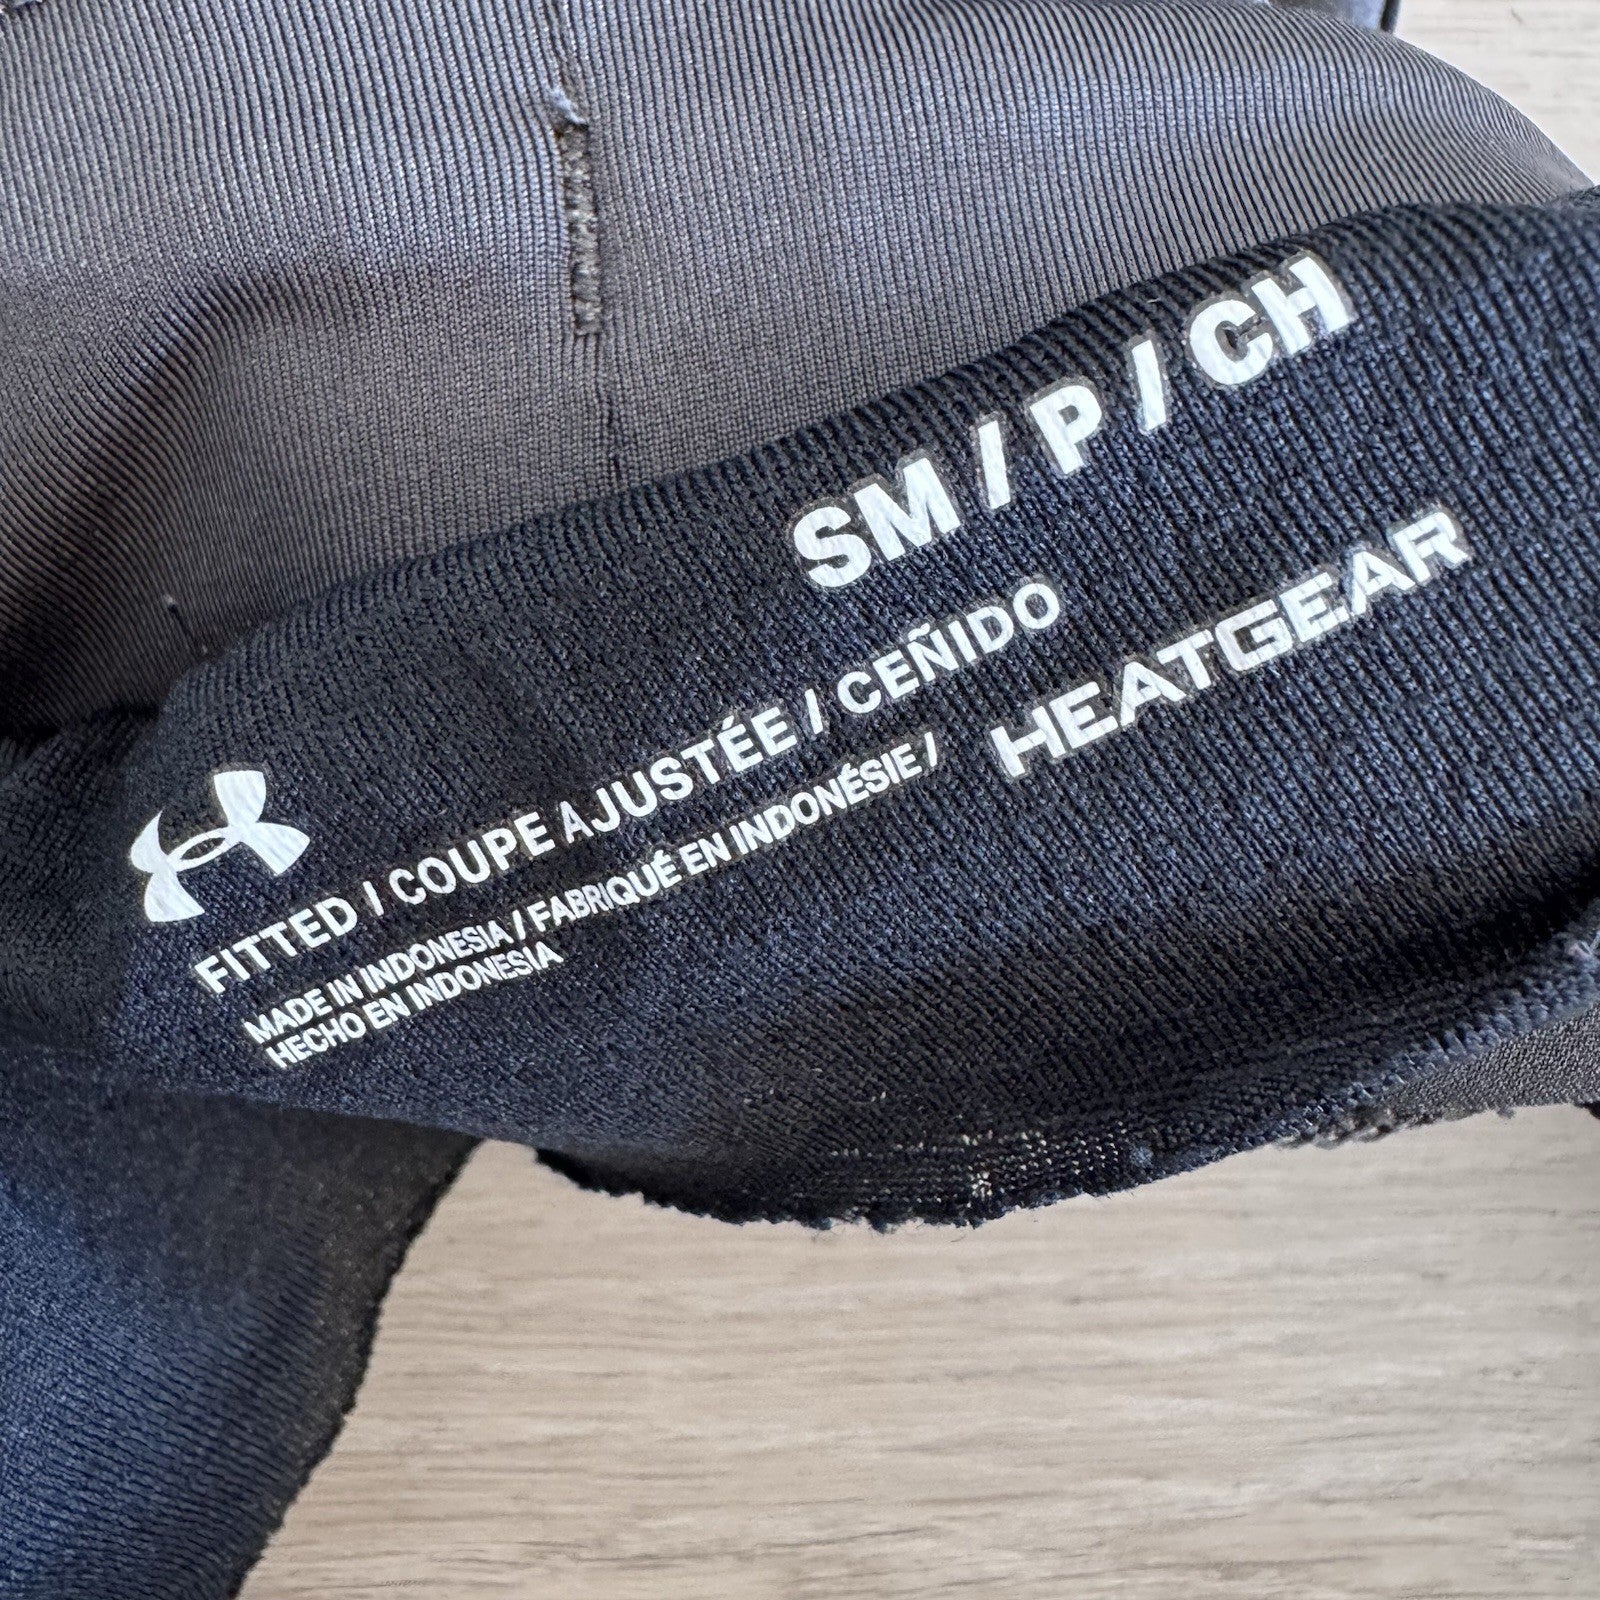 SM / P / CH
FITTED / COUPE AJUSTÉE / CEÑIDO
MADE IN INDONESIA / FABRIQUÉ EN INDONÉSIE /
HECHO EN INDONESIA
HEATGEAR